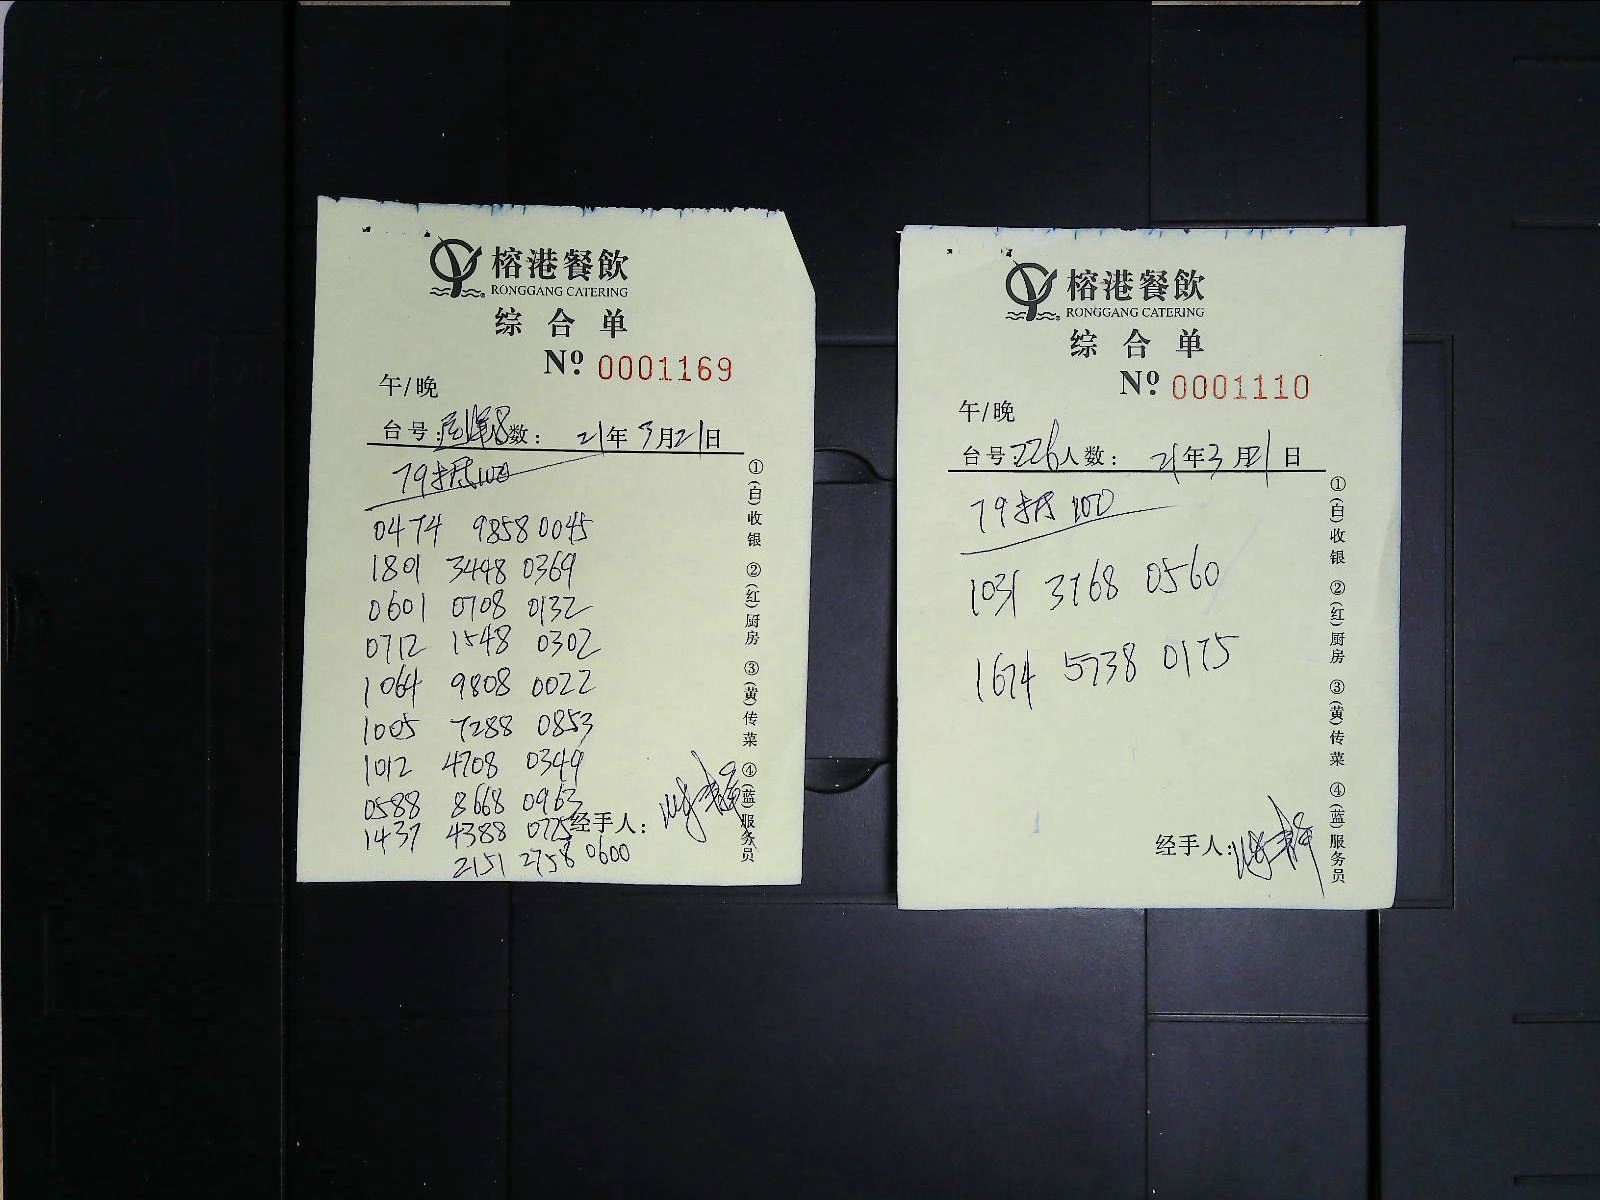 榕港餐飲
RONGGANG CATERING
综合单
Nº 0001169
午/晚
台号: 数: 21年3月21日
79抵100
0474 9858 0045
1801 3448 0369
0601 0708 0132
0712 1548 0302
1064 9808 0022
1005 7288 0853
1012 4708 0349
0588 8668 0963
1437 4388 0775
2151 2758 0600
经手人:
①(白)收银 ②(红)厨房 ③(黄)传菜 ④(蓝)服务员
榕港餐飲
RONGGANG CATERING
综合单
Nº 0001110
午/晚
台号 226 人数: 21年3月21日
79抵100
1031 3768 0560
1674 5738 0175
经手人:
①(白)收银 ②(红)厨房 ③(黄)传菜 ④(蓝)服务员